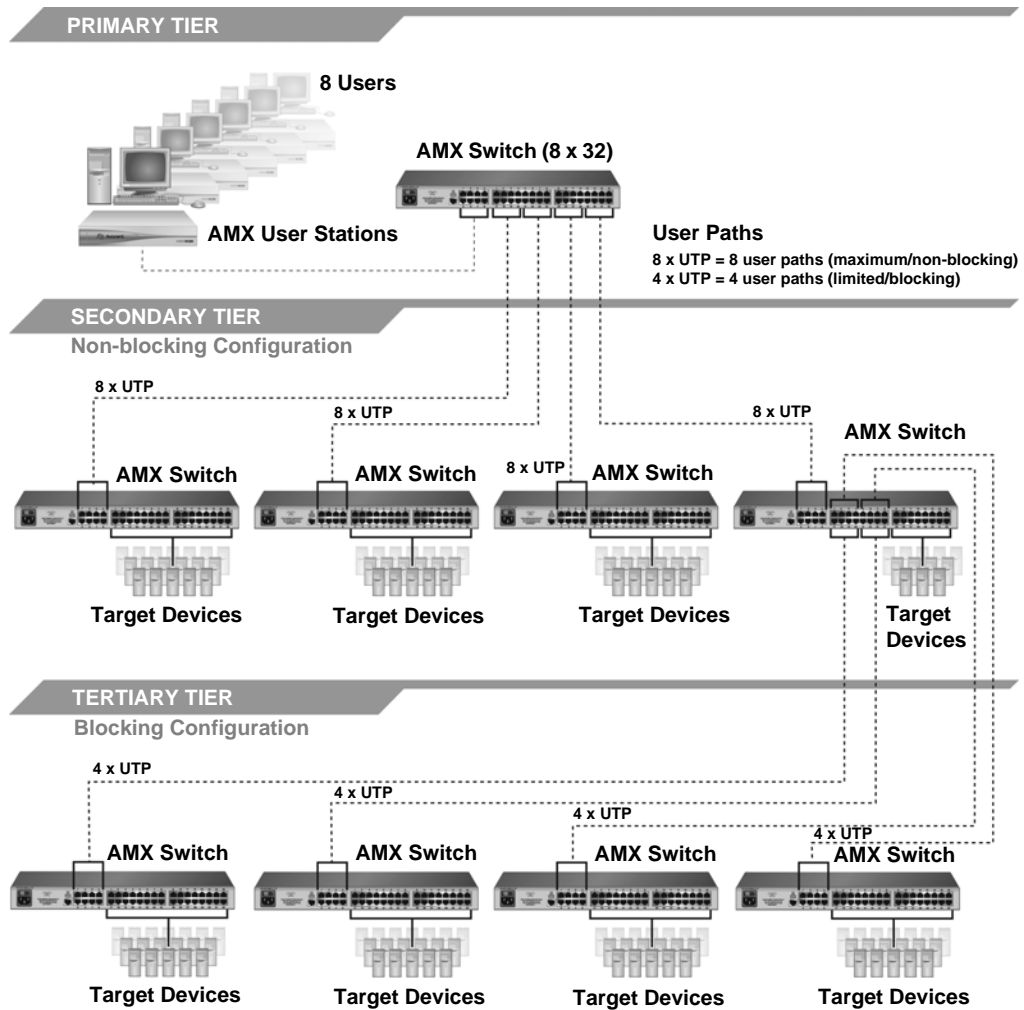 PRIMARY TIER
8 Users
AMX Switch (8 x 32)
AMX User Stations
User Paths
8 x UTP = 8 user paths (maximum/non-blocking)
4 x UTP = 4 user paths (limited/blocking)
SECONDARY TIER
Non-blocking Configuration
8 x UTP
8 x UTP
8 x UTP
8 x UTP
AMX Switch
AMX Switch
AMX Switch
AMX Switch
Target Devices
Target Devices
Target Devices
Target
Devices
TERTIARY TIER
Blocking Configuration
4 x UTP
4 x UTP
4 x UTP
4 x UTP
AMX Switch
AMX Switch
AMX Switch
AMX Switch
Target Devices
Target Devices
Target Devices
Target Devices